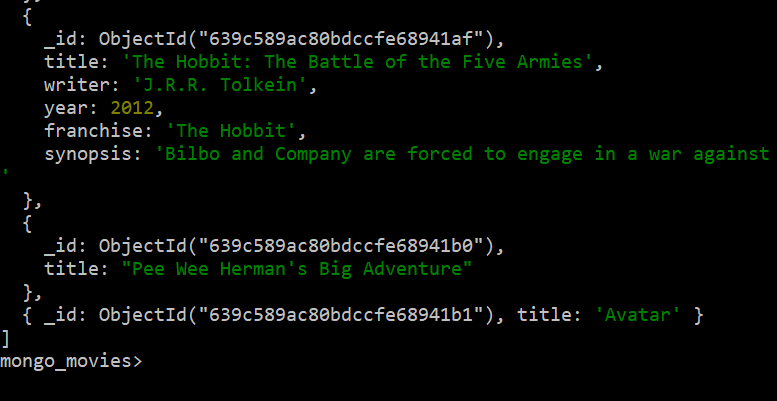 },
{
_id: ObjectId("639c589ac80bdccfe68941af"),
title: 'The Hobbit: The Battle of the Five Armies',
writer: 'J.R.R. Tolkein',
year: 2012,
franchise: 'The Hobbit',
synopsis: 'Bilbo and Company are forced to engage in a war against
'
},
{
_id: ObjectId("639c589ac80bdccfe68941b0"),
title: "Pee Wee Herman's Big Adventure"
},
{ _id: ObjectId("639c589ac80bdccfe68941b1"), title: 'Avatar' }
]
mongo_movies>